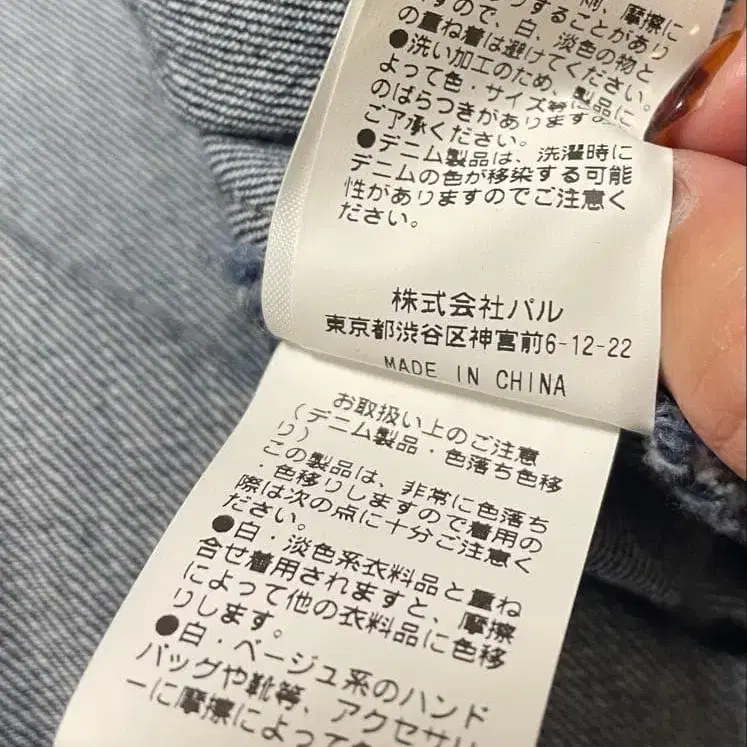 摩擦に
すので、白、淡色の物と
の重ね着は避けてください。
●洗い加工のため、製品に
よって色・サイズ等
のばらつきがあります
ご了承ください。
●デニム製品は、洗濯時に
デニムの色が移染する可能
性がありますのでご注意く
ださい。
株式会社パル
東京都渋谷区神宮前6-12-22
MADE IN CHINA
お取扱い上のご注意
(デニム製品・色落ち色移
り)
この製品は、非常に色落ち
・色移りしますので着用の
際は次の点に十分ご注意く
ださい。
●白・淡色系衣料品と重ね
合せ着用されますと、摩擦
によって他の衣料品に色移
りします。
●白・ベージュ系のハンド
バッグや靴等、アクセサリ
ーに摩擦によって